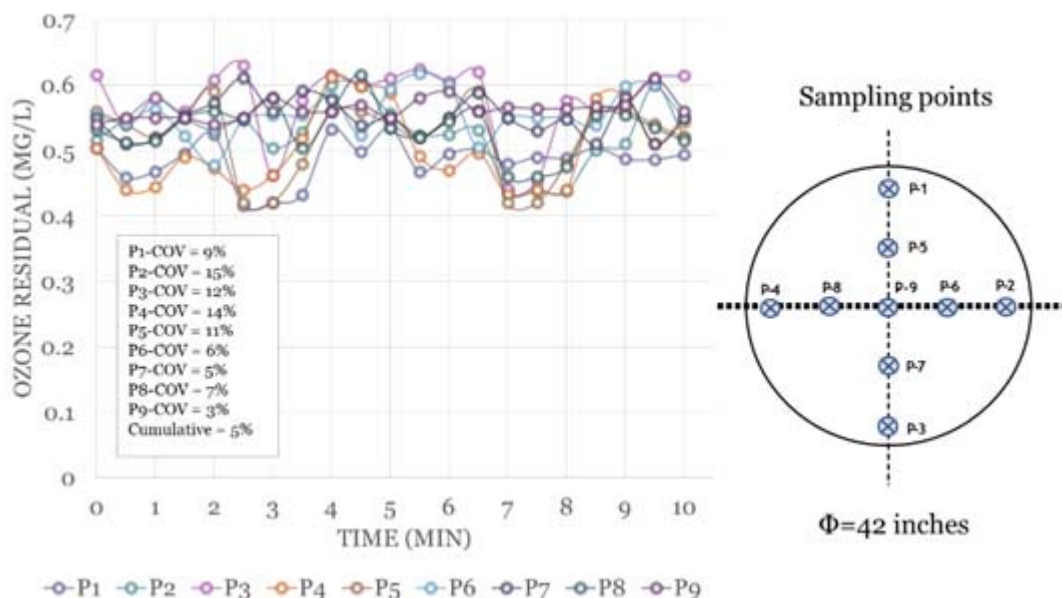 0.7
0.6
0.5
0.4
0.3
0.2
0.1
0
OZONE RESIDUAL (MG/L)
P1-COV = 9%
P2-COV = 15%
P3-COV = 12%
P4-COV = 14%
P5-COV = 11%
P6-COV = 6%
P7-COV = 5%
P8-COV = 7%
P9-COV = 3%
Cumulative = 5%
0 1 2 3 4 5 6 7 8 9 10
TIME (MIN)
P1 P2 P3 P4 P5 P6 P7 P8 P9
Sampling points
P-1
P-5
P-4 P-8 P-9 P-6 P-2
P-7
P-3
Φ=42 inches